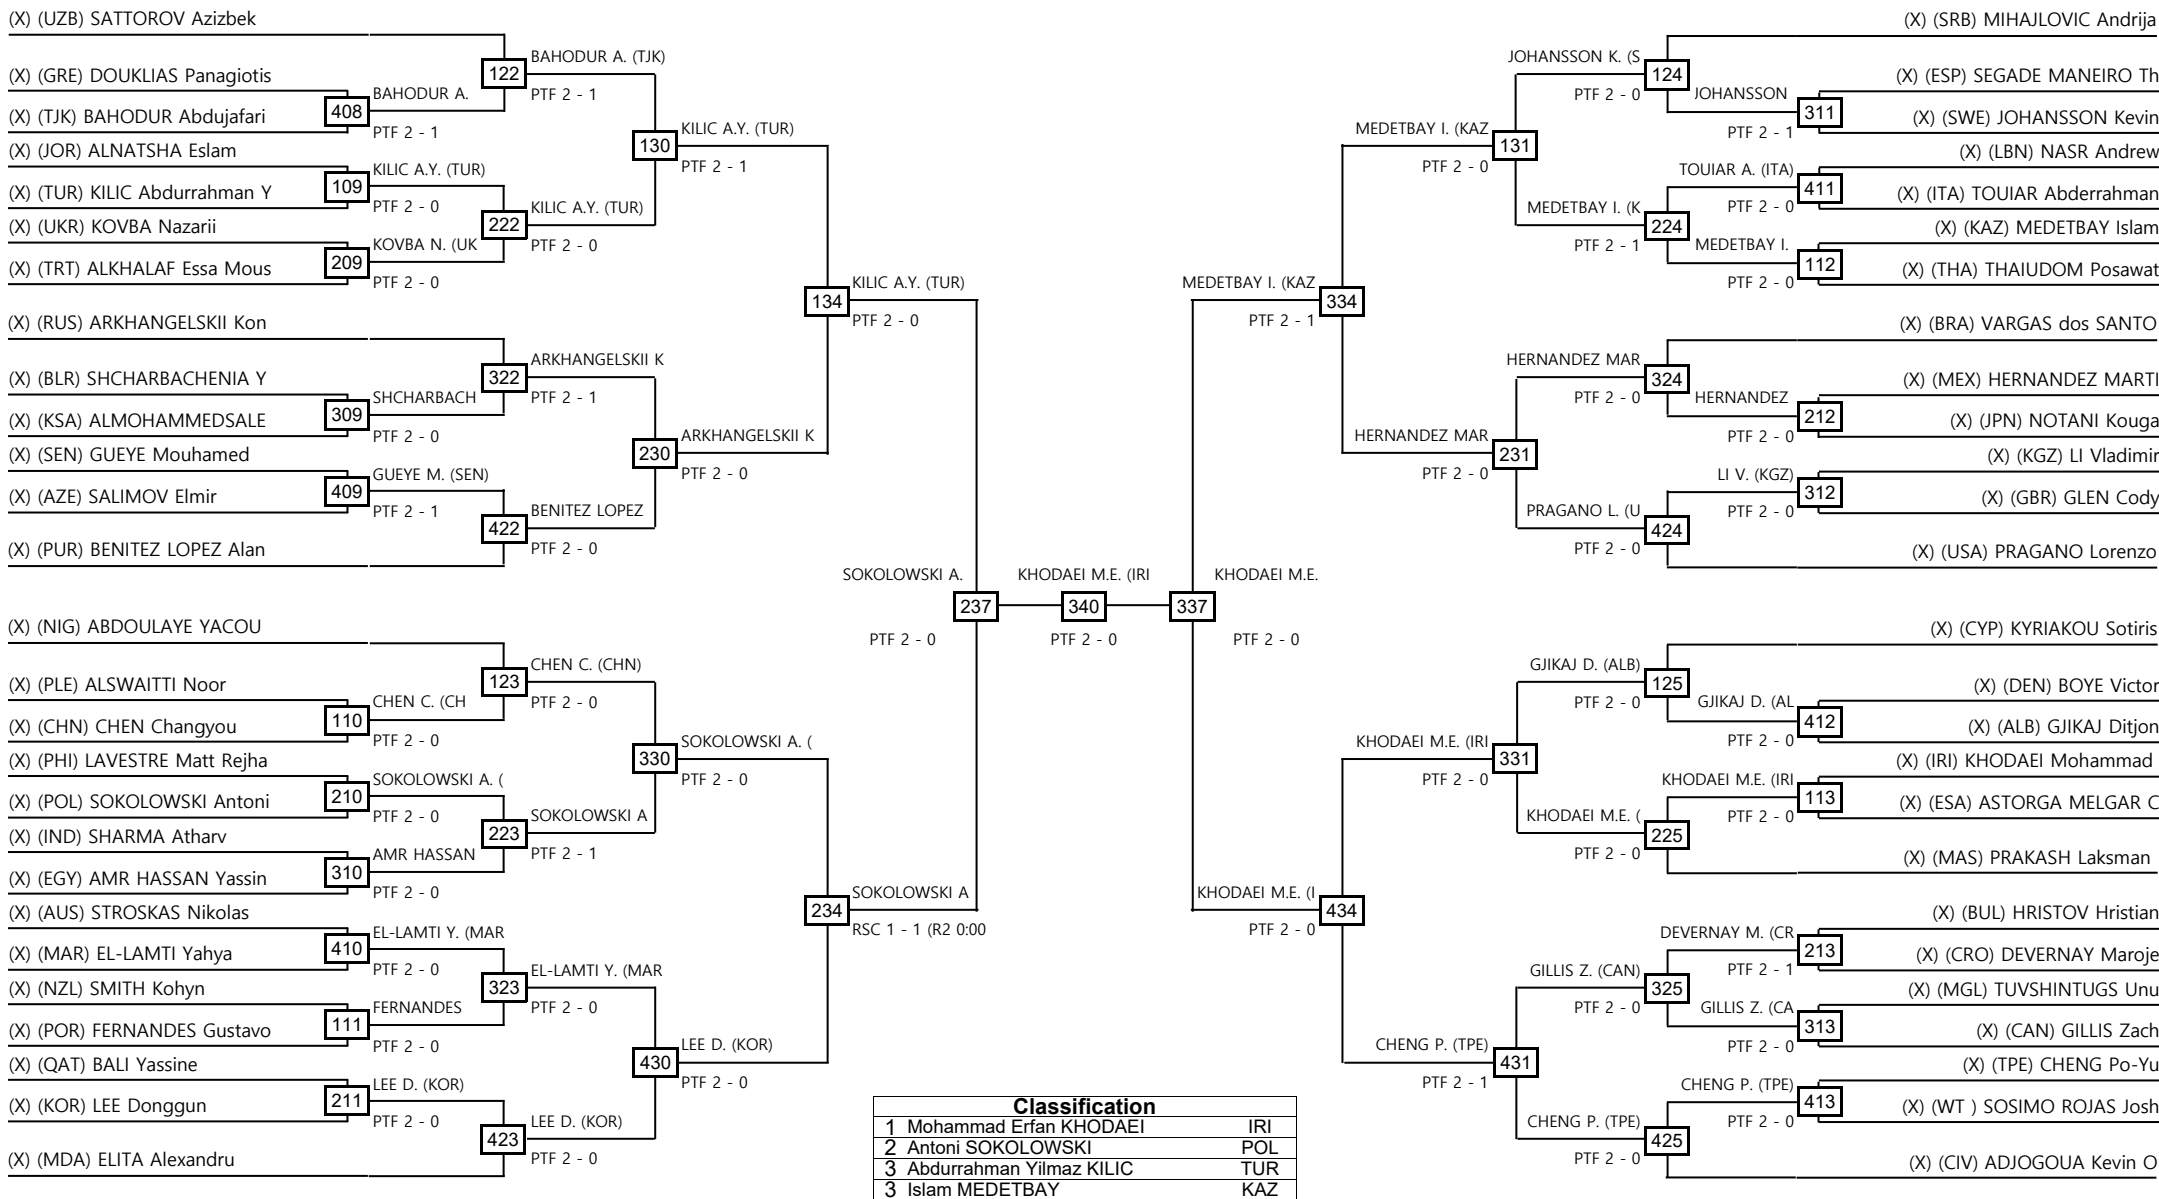 (X) (UZB) SATTOROV Azizbek
(X) (GRE) DOUKLIAS Panagiotis
(X) (TJK) BAHODUR Abdujafari
(X) (JOR) ALNATSHA Eslam
(X) (TUR) KILIC Abdurrahman Y
(X) (UKR) KOVBA Nazarii
(X) (TRT) ALKHALAF Essa Mous
(X) (RUS) ARKHANGELSKII Kon
(X) (BLR) SHCHARBACHENIA Y
(X) (KSA) ALMOHAMMEDSALE
(X) (SEN) GUEYE Mouhamed
(X) (AZE) SALIMOV Elmir
(X) (PUR) BENITEZ LOPEZ Alan
(X) (NIG) ABDOULAYE YACOU
(X) (PLE) ALSWAITTI Noor
(X) (CHN) CHEN Changyou
(X) (PHI) LAVESTRE Matt Rejha
(X) (POL) SOKOLOWSKI Antoni
(X) (IND) SHARMA Atharv
(X) (EGY) AMR HASSAN Yassin
(X) (AUS) STROSKAS Nikolas
(X) (MAR) EL-LAMTI Yahya
(X) (NZL) SMITH Kohyn
(X) (POR) FERNANDES Gustavo
(X) (QAT) BALI Yassine
(X) (KOR) LEE Donggun
(X) (MDA) ELITA Alexandru
408
BAHODUR A.
PTF 2 - 1
109
KILIC A.Y. (TUR)
PTF 2 - 0
209
KOVBA N. (UK
PTF 2 - 0
309
SHCHARBACH
PTF 2 - 0
409
GUEYE M. (SEN)
PTF 2 - 1
110
CHEN C. (CH
PTF 2 - 0
210
SOKOLOWSKI A. (
PTF 2 - 0
310
AMR HASSAN
PTF 2 - 0
410
EL-LAMTI Y. (MAR
PTF 2 - 0
111
FERNANDES
PTF 2 - 0
211
LEE D. (KOR)
PTF 2 - 0
122
BAHODUR A. (TJK)
PTF 2 - 1
222
KILIC A.Y. (TUR)
PTF 2 - 0
322
ARKHANGELSKII K
PTF 2 - 1
422
BENITEZ LOPEZ
PTF 2 - 0
123
CHEN C. (CHN)
PTF 2 - 0
223
SOKOLOWSKI A
PTF 2 - 1
323
EL-LAMTI Y. (MAR
PTF 2 - 0
423
LEE D. (KOR)
PTF 2 - 0
130
KILIC A.Y. (TUR)
PTF 2 - 1
230
ARKHANGELSKII K
PTF 2 - 0
330
SOKOLOWSKI A. (
PTF 2 - 0
430
LEE D. (KOR)
PTF 2 - 0
134
KILIC A.Y. (TUR)
PTF 2 - 0
234
SOKOLOWSKI A
RSC 1 - 1 (R2 0:00
SOKOLOWSKI A.
237
PTF 2 - 0
KHODAEI M.E. (IRI
340
PTF 2 - 0
KHODAEI M.E.
337
PTF 2 - 0
MEDETBAY I. (KAZ
334
PTF 2 - 1
KHODAEI M.E. (I
434
PTF 2 - 0
MEDETBAY I. (KAZ
131
PTF 2 - 0
HERNANDEZ MAR
231
PTF 2 - 0
KHODAEI M.E. (IRI
331
PTF 2 - 0
CHENG P. (TPE)
431
PTF 2 - 1
JOHANSSON K. (S
124
PTF 2 - 0
MEDETBAY I. (K
224
PTF 2 - 1
HERNANDEZ MAR
324
PTF 2 - 0
PRAGANO L. (U
424
PTF 2 - 0
GJIKAJ D. (ALB)
125
PTF 2 - 0
KHODAEI M.E. (
225
PTF 2 - 0
GILLIS Z. (CAN)
325
PTF 2 - 0
CHENG P. (TPE)
425
PTF 2 - 0
JOHANSSON
311
PTF 2 - 1
TOUIAR A. (ITA)
411
PTF 2 - 0
MEDETBAY I.
112
PTF 2 - 0
HERNANDEZ
212
PTF 2 - 0
LI V. (KGZ)
312
PTF 2 - 0
GJIKAJ D. (AL
412
PTF 2 - 0
KHODAEI M.E. (IRI
113
PTF 2 - 0
DEVERNAY M. (CR
213
PTF 2 - 1
GILLIS Z. (CA
313
PTF 2 - 0
CHENG P. (TPE)
413
PTF 2 - 0
(X) (SRB) MIHAJLOVIC Andrija
(X) (ESP) SEGADE MANEIRO Th
(X) (SWE) JOHANSSON Kevin
(X) (LBN) NASR Andrew
(X) (ITA) TOUIAR Abderrahman
(X) (KAZ) MEDETBAY Islam
(X) (THA) THAIUDOM Posawat
(X) (BRA) VARGAS dos SANTO
(X) (MEX) HERNANDEZ MARTI
(X) (JPN) NOTANI Kouga
(X) (KGZ) LI Vladimir
(X) (GBR) GLEN Cody
(X) (USA) PRAGANO Lorenzo
(X) (CYP) KYRIAKOU Sotiris
(X) (DEN) BOYE Victor
(X) (ALB) GJIKAJ Ditjon
(X) (IRI) KHODAEI Mohammad
(X) (ESA) ASTORGA MELGAR C
(X) (MAS) PRAKASH Laksman
(X) (BUL) HRISTOV Hristian
(X) (CRO) DEVERNAY Maroje
(X) (MGL) TUVSHINTUGS Unu
(X) (CAN) GILLIS Zach
(X) (TPE) CHENG Po-Yu
(X) (WT ) SOSIMO ROJAS Josh
(X) (CIV) ADJOGOUA Kevin O
Classification
1 Mohammad Erfan KHODAEI IRI
2 Antoni SOKOLOWSKI POL
3 Abdurrahman Yilmaz KILIC TUR
3 Islam MEDETBAY KAZ